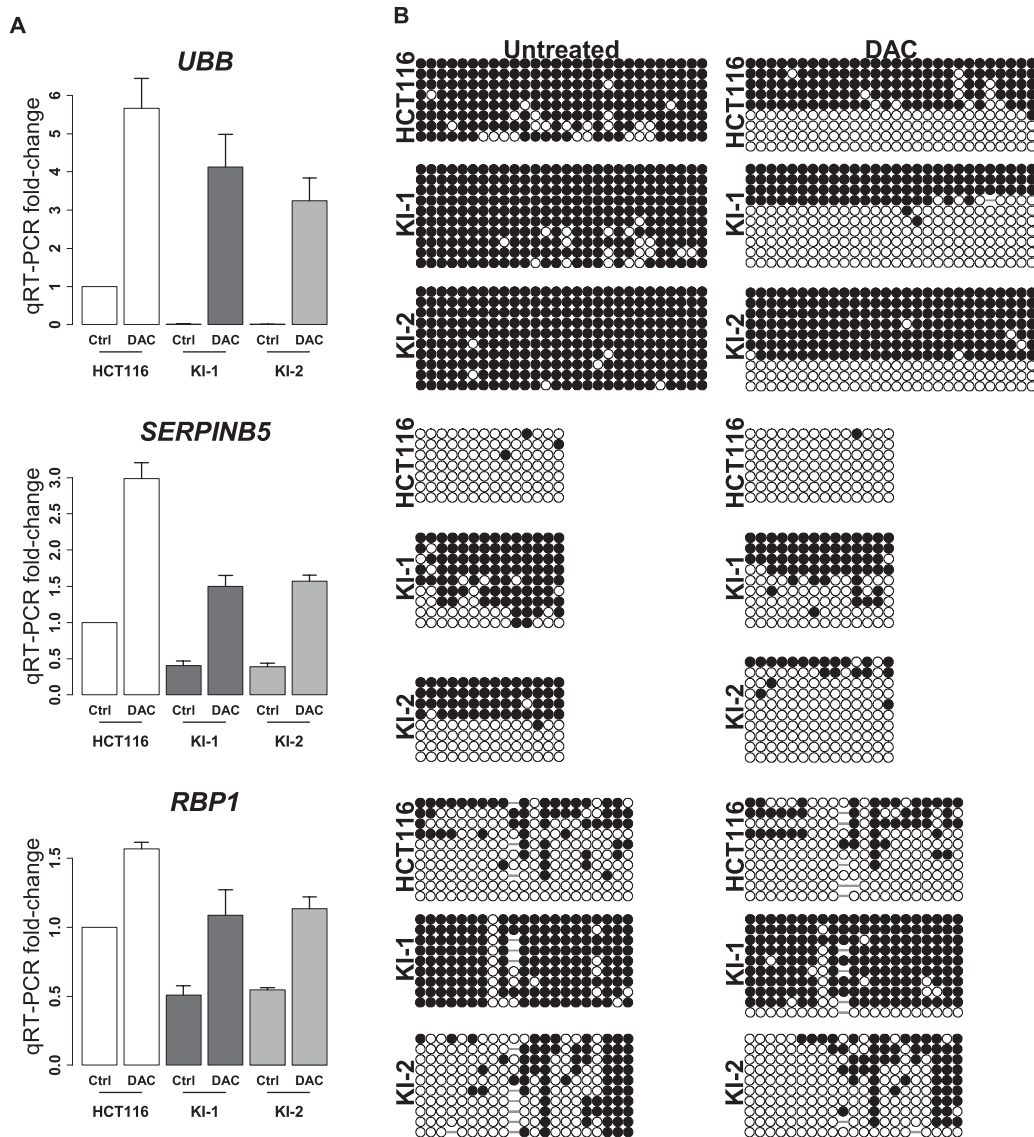 A
UBB
qRT-PCR fold-change
0 1 2 3 4 5 6
Ctrl DAC Ctrl DAC Ctrl DAC
HCT116 KI-1 KI-2
SERPINB5
qRT-PCR fold-change
0.0 0.5 1.0 1.5 2.0 2.5 3.0
Ctrl DAC Ctrl DAC Ctrl DAC
HCT116 KI-1 KI-2
RBP1
qRT-PCR fold-change
0.0 0.5 1.0 1.5
Ctrl DAC Ctrl DAC Ctrl DAC
HCT116 KI-1 KI-2
B
Untreated DAC
HCT116 HCT116
KI-1 KI-1
KI-2 KI-2
HCT116 HCT116
KI-1 KI-1
KI-2 KI-2
HCT116 HCT116
KI-1 KI-1
KI-2 KI-2